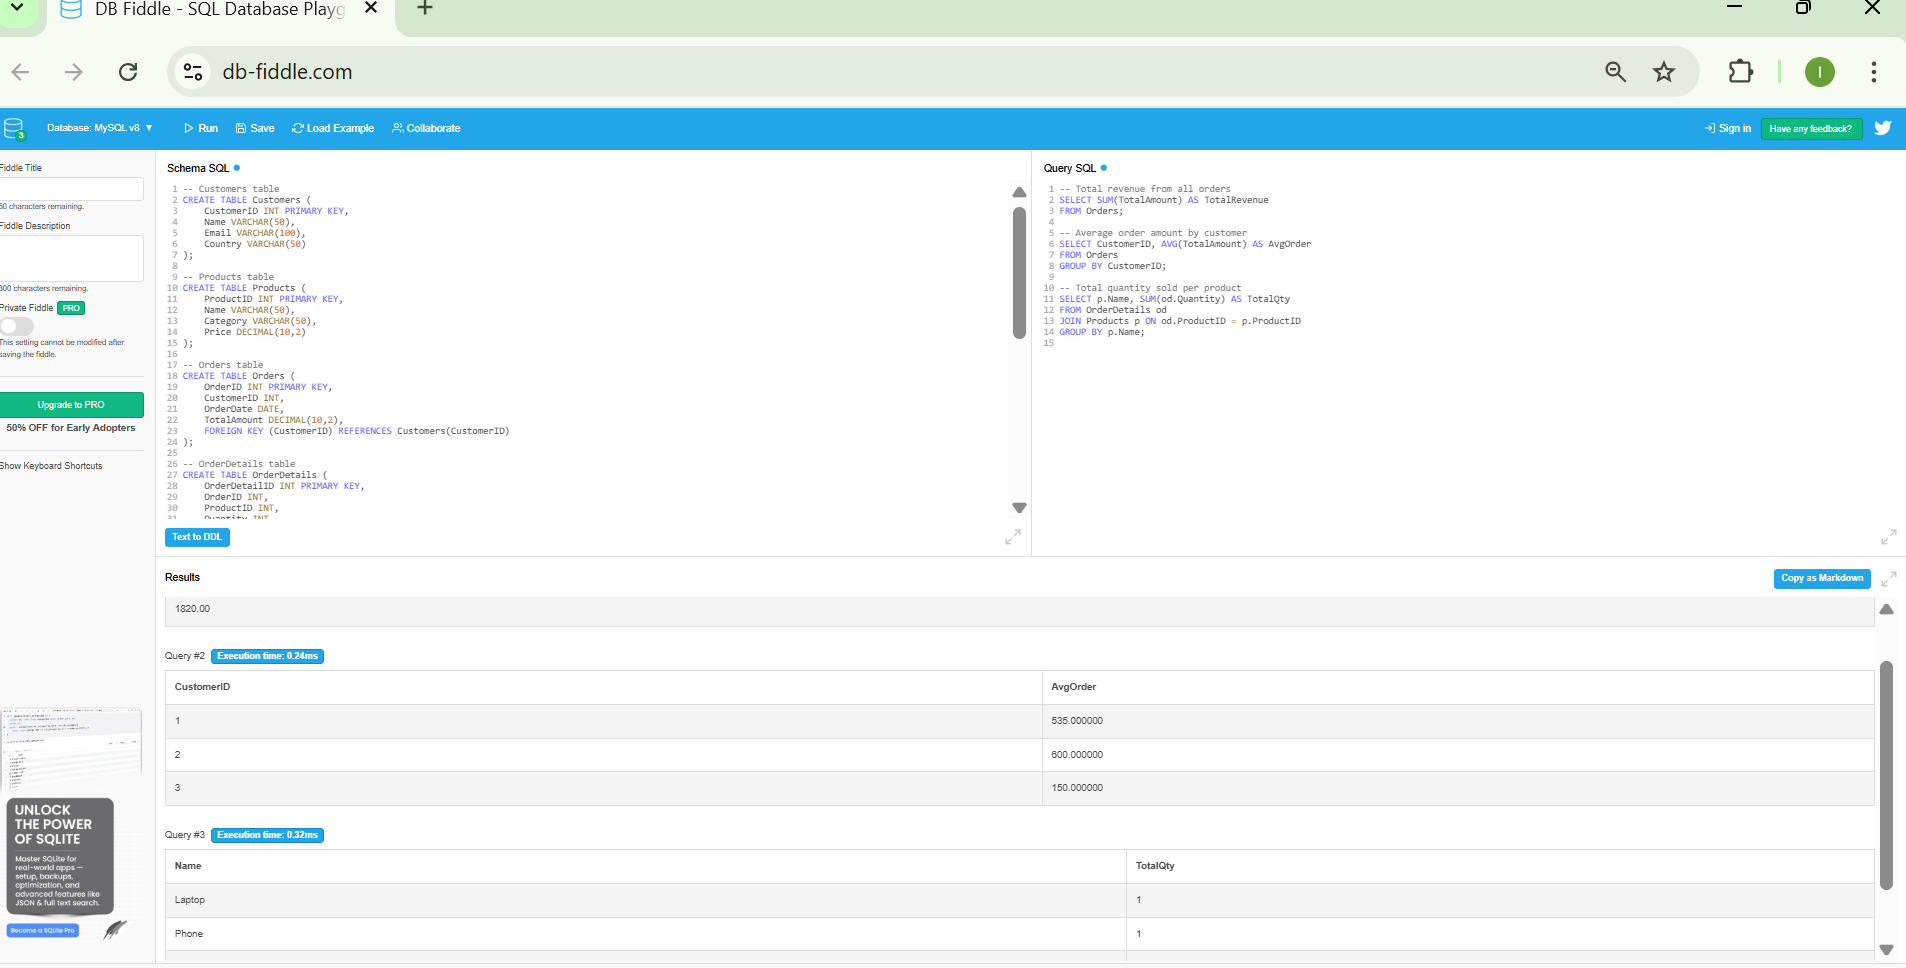 DB Fiddle - SQL Database Playg
db-fiddle.com
I
3
Database: MySQL v8 ▼
Run
Save
Load Example
Collaborate
Sign in
Have any feedback?
Fiddle Title
50 characters remaining.
Fiddle Description
300 characters remaining.
Private Fiddle PRO
This setting cannot be modified after
saving the fiddle.
Upgrade to PRO
50% OFF for Early Adopters
Show Keyboard Shortcuts
UNLOCK
THE POWER
OF SQLITE
Master SQLite for
real-world apps —
setup, backups,
optimization, and
advanced features like
JSON & full text search.
Become a SQLite Pro
Schema SQL
1 -- Customers table
2 CREATE TABLE Customers (
3 CustomerID INT PRIMARY KEY,
4 Name VARCHAR(50),
5 Email VARCHAR(100),
6 Country VARCHAR(50)
7 );
8
9 -- Products table
10 CREATE TABLE Products (
11 ProductID INT PRIMARY KEY,
12 Name VARCHAR(50),
13 Category VARCHAR(50),
14 Price DECIMAL(10,2)
15 );
16
17 -- Orders table
18 CREATE TABLE Orders (
19 OrderID INT PRIMARY KEY,
20 CustomerID INT,
21 OrderDate DATE,
22 TotalAmount DECIMAL(10,2),
23 FOREIGN KEY (CustomerID) REFERENCES Customers(CustomerID)
24 );
25
26 -- OrderDetails table
27 CREATE TABLE OrderDetails (
28 OrderDetailID INT PRIMARY KEY,
29 OrderID INT,
30 ProductID INT,
31 Quantity INT
Text to DDL
Query SQL
1 -- Total revenue from all orders
2 SELECT SUM(TotalAmount) AS TotalRevenue
3 FROM Orders;
4
5 -- Average order amount by customer
6 SELECT CustomerID, AVG(TotalAmount) AS AvgOrder
7 FROM Orders
8 GROUP BY CustomerID;
9
10 -- Total quantity sold per product
11 SELECT p.Name, SUM(od.Quantity) AS TotalQty
12 FROM OrderDetails od
13 JOIN Products p ON od.ProductID = p.ProductID
14 GROUP BY p.Name;
15
Results
Copy as Markdown
1820.00
Query #2 Execution time: 0.24ms
CustomerID AvgOrder
1 535.000000
2 600.000000
3 150.000000
Query #3 Execution time: 0.32ms
Name TotalQty
Laptop 1
Phone 1